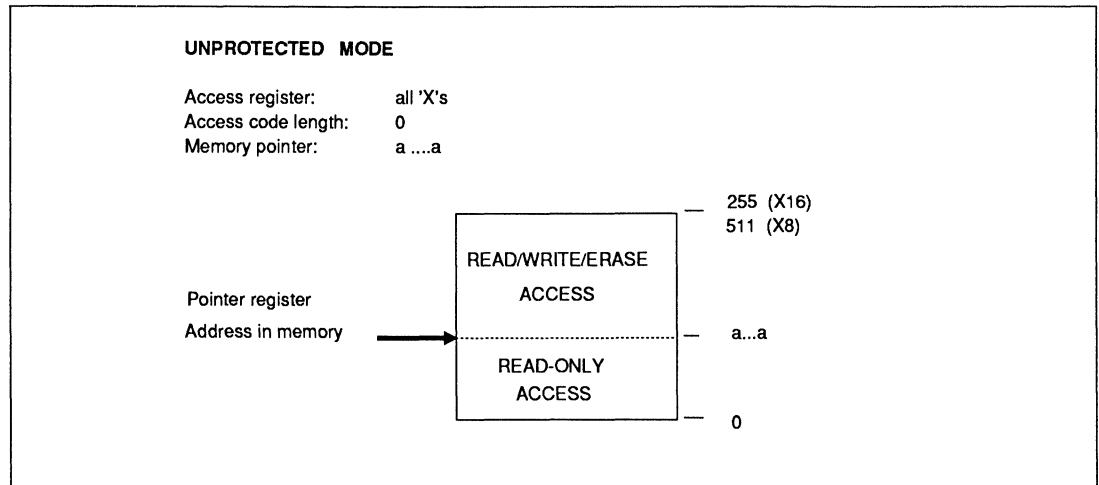 UNPROTECTED MODE
Access register: all 'X's
Access code length: 0
Memory pointer: a ....a
255 (X16)
511 (X8)
READ/WRITE/ERASE
ACCESS
Pointer register
Address in memory
a...a
READ-ONLY
ACCESS
0